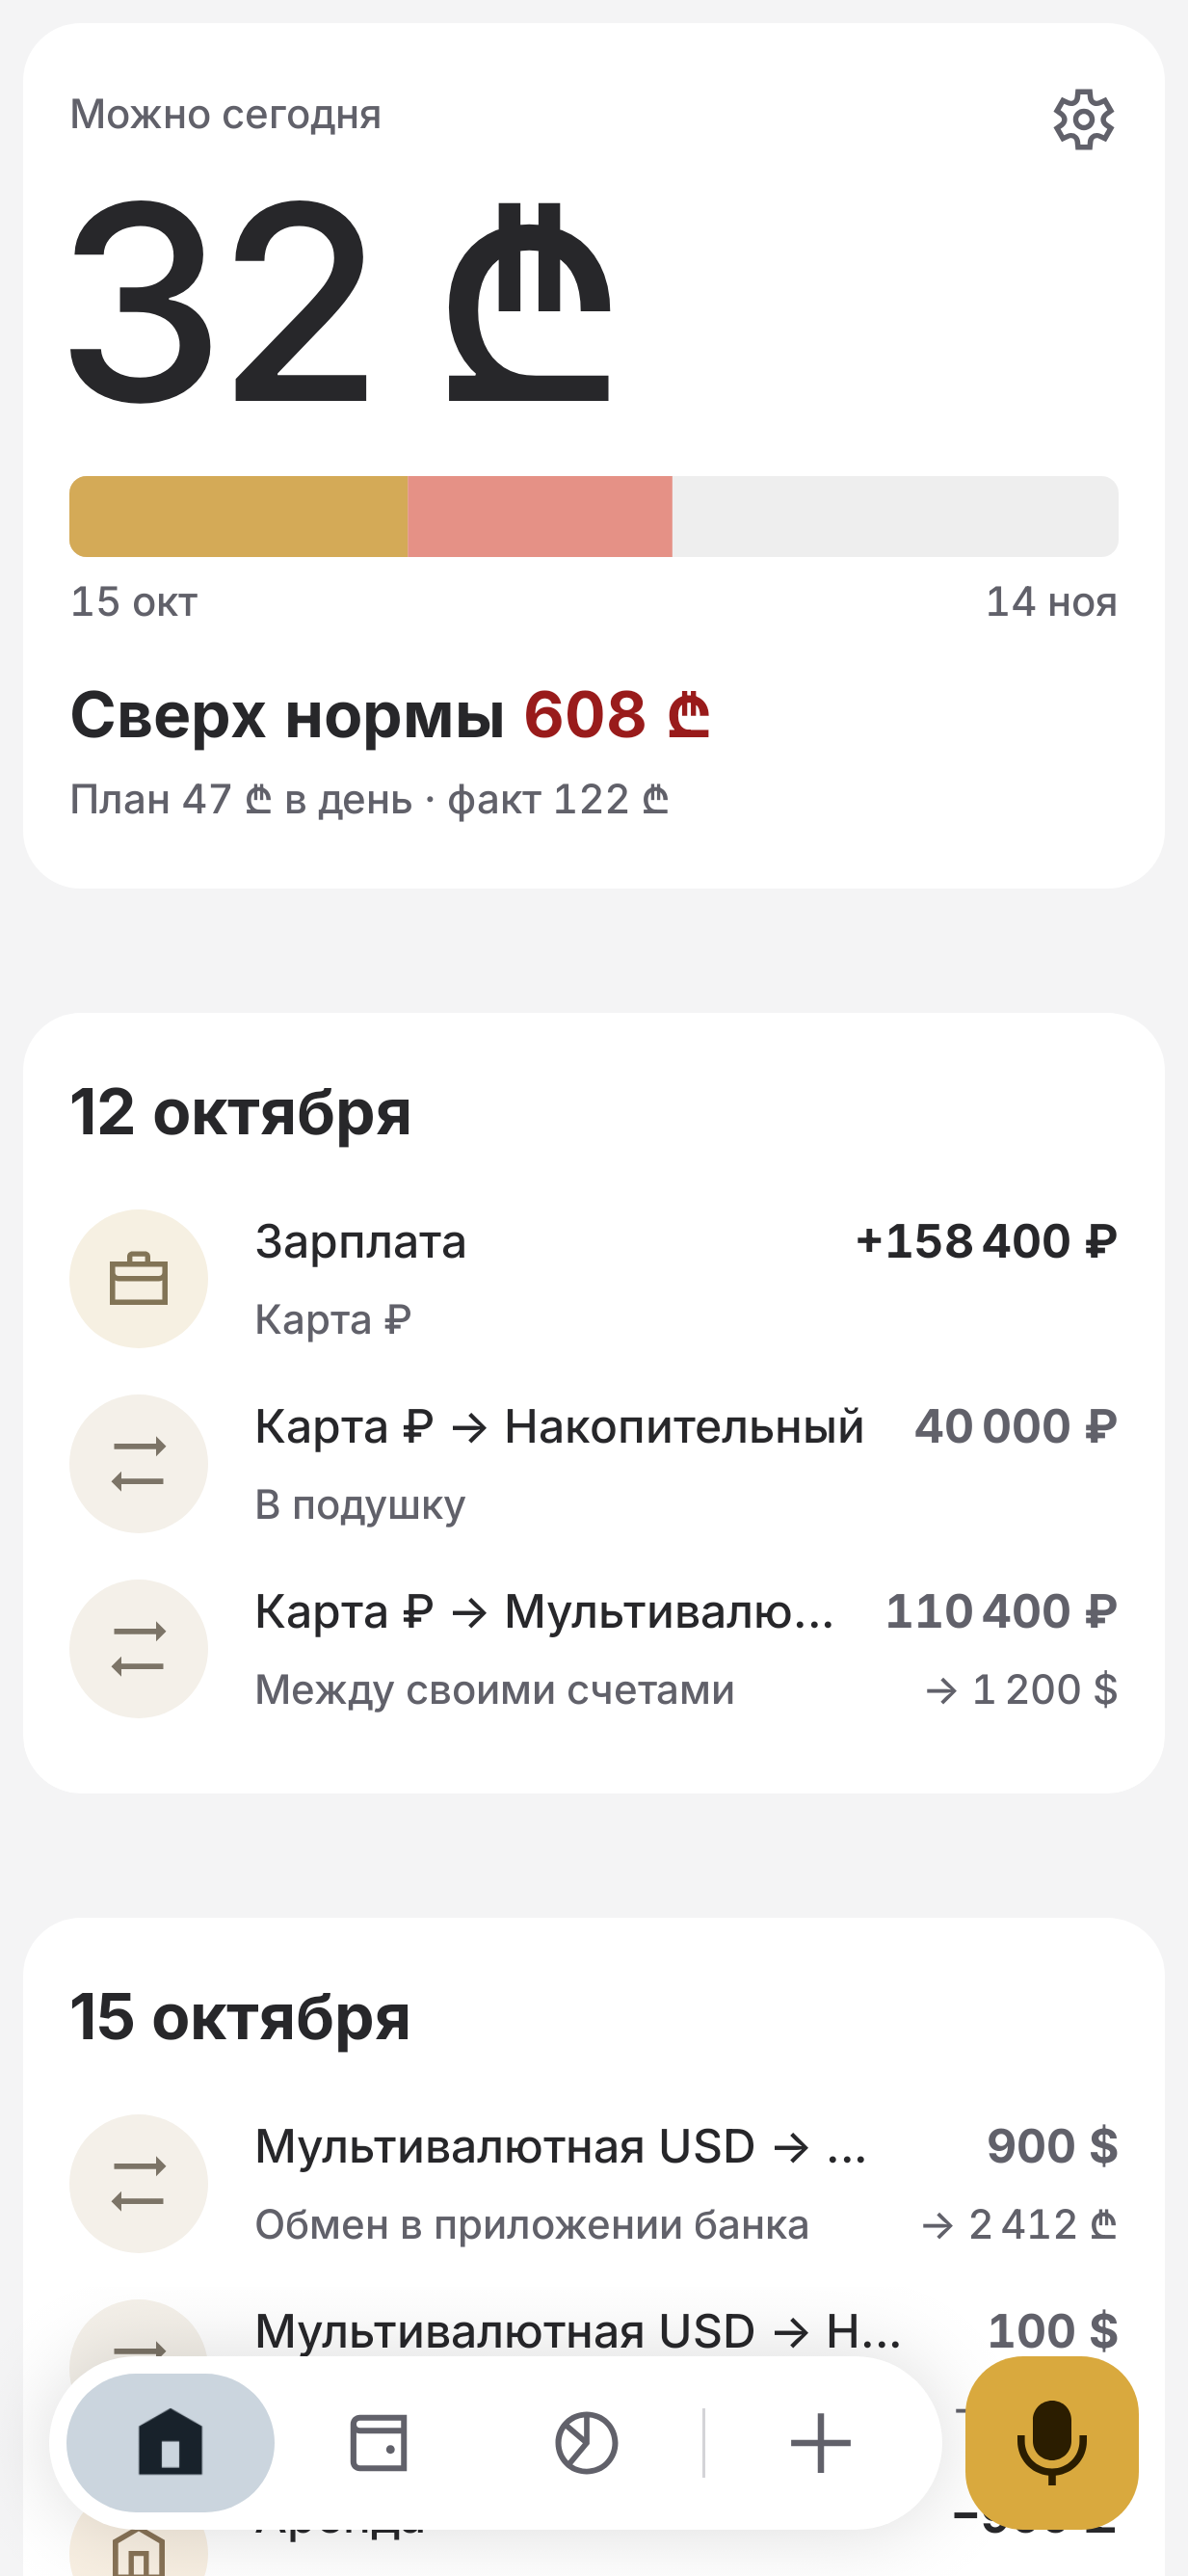 Можно сегодня
32 ₾
15 окт 14 ноя
Сверх нормы 608 ₾
План 47 ₾ в день · факт 122 ₾
12 октября
Зарплата +158 400 ₽
Карта ₽
Карта ₽ → Накопительный 40 000 ₽
В подушку
Карта ₽ → Мультивалю... 110 400 ₽
Между своими счетами → 1 200 $
15 октября
Мультивалютная USD → ... 900 $
Обмен в приложении банка → 2 412 ₾
Мультивалютная USD → Н... 100 $